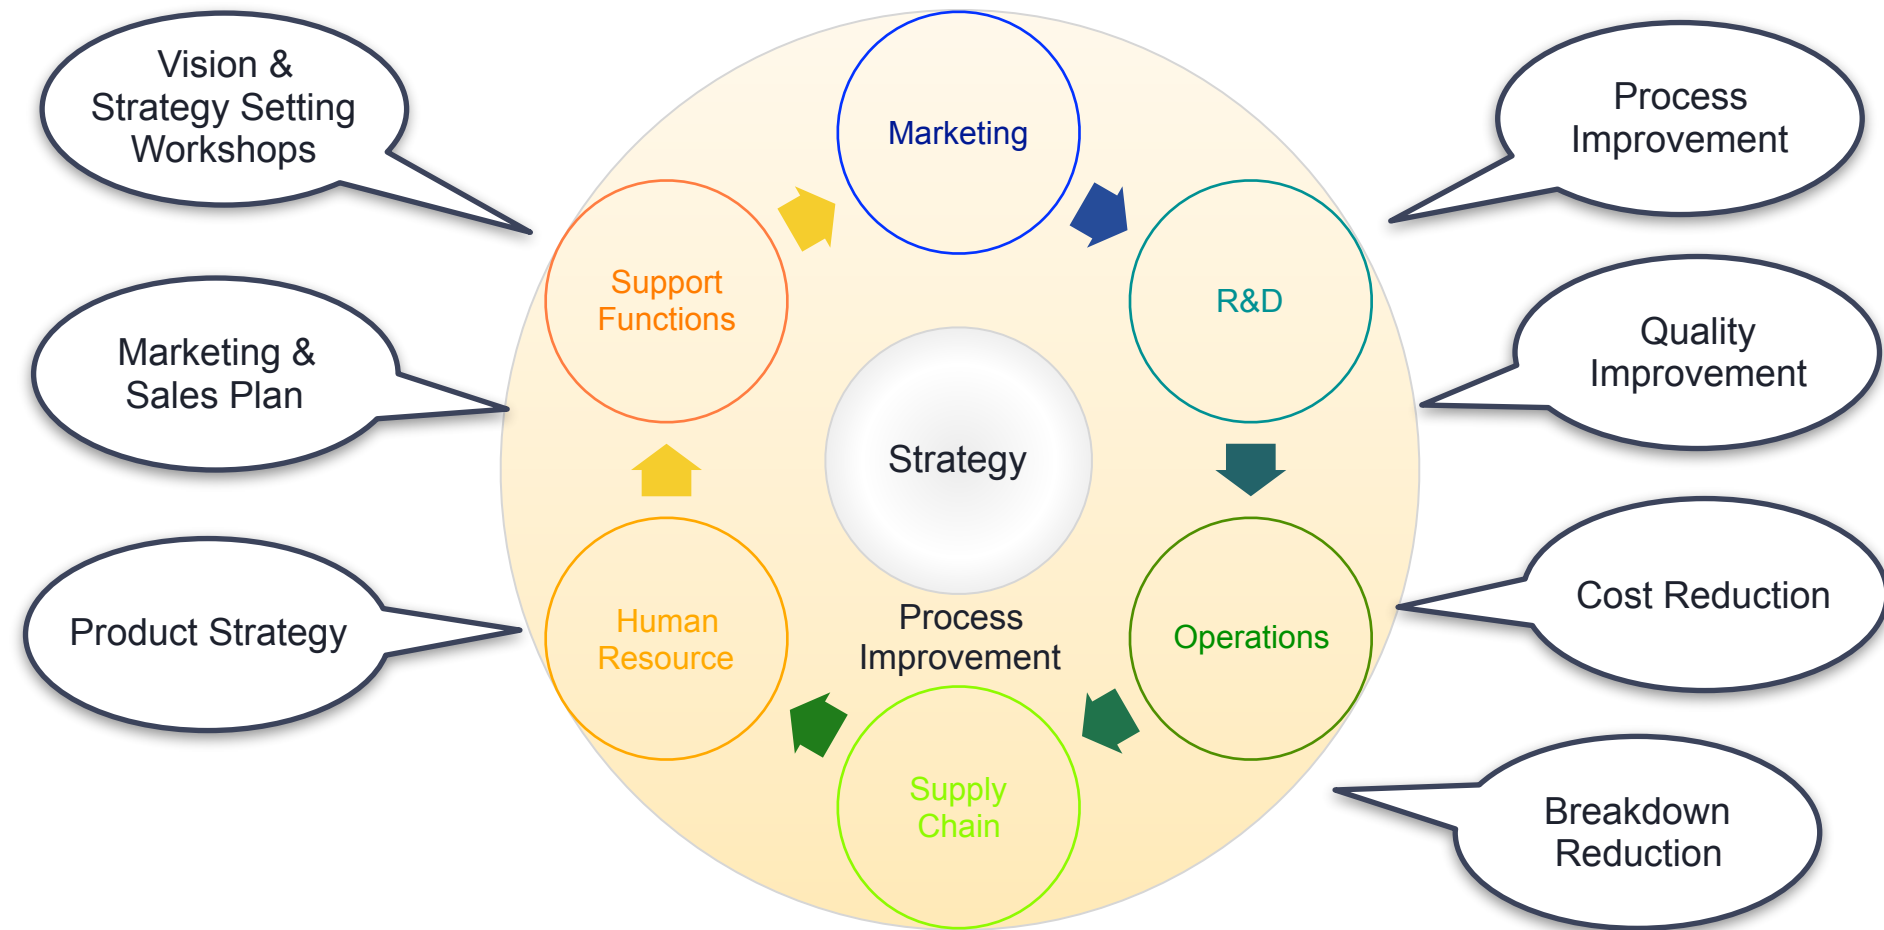 Vision &
Strategy Setting
Workshops
Marketing &
Sales Plan
Product Strategy
Marketing
Support
Functions
R&D
Strategy
Human
Resource
Process
Improvement
Operations
Supply
Chain
Process
Improvement
Quality
Improvement
Cost Reduction
Breakdown
Reduction